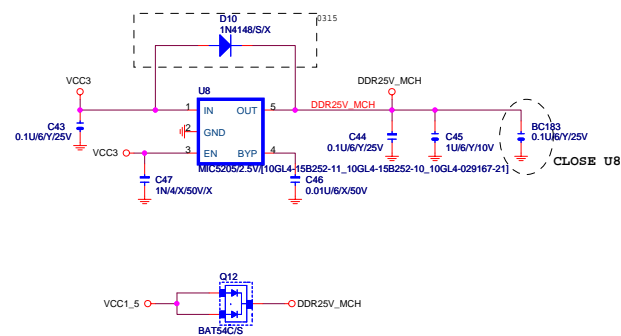 D10
1N4148/S/X
0315
VCC3
U8
DDR25V_MCH
1 IN OUT 5
DDR25V_MCH
C43
0.1U/6/Y/25V
2 GND
C44
0.1U/6/Y/25V
C45
1U/6/Y/10V
BC183
0.1U/6/Y/25V
VCC3
3 EN BYP 4
CLOSE U8
MIC5205/2.5V/[10GL4-15B252-11_10GL4-15B252-10_10GL4-029167-21]
C47
1N/4/X/50V/X
C46
0.01U/6/X/50V
Q12
VCC1_5
DDR25V_MCH
BAT54C/S